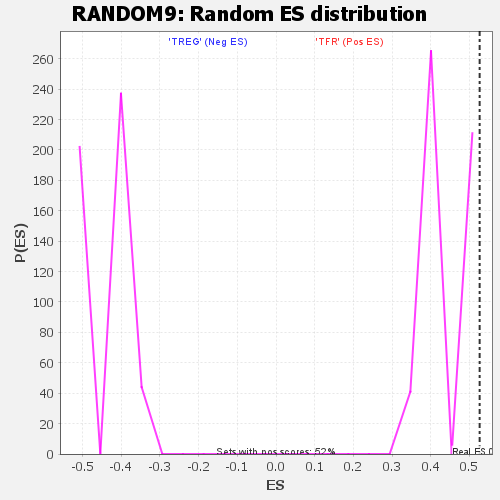 RANDOM9: Random ES distribution
'TREG' (Neg ES) 'TFR' (Pos ES)
260
240
220
200
180
160
140
120
100
80
60
40
20
0
P(ES)
Sets with pos scores: 52% Real ES 0
-0.5 -0.4 -0.3 -0.2 -0.1 0.0 0.1 0.2 0.3 0.4 0.5
ES